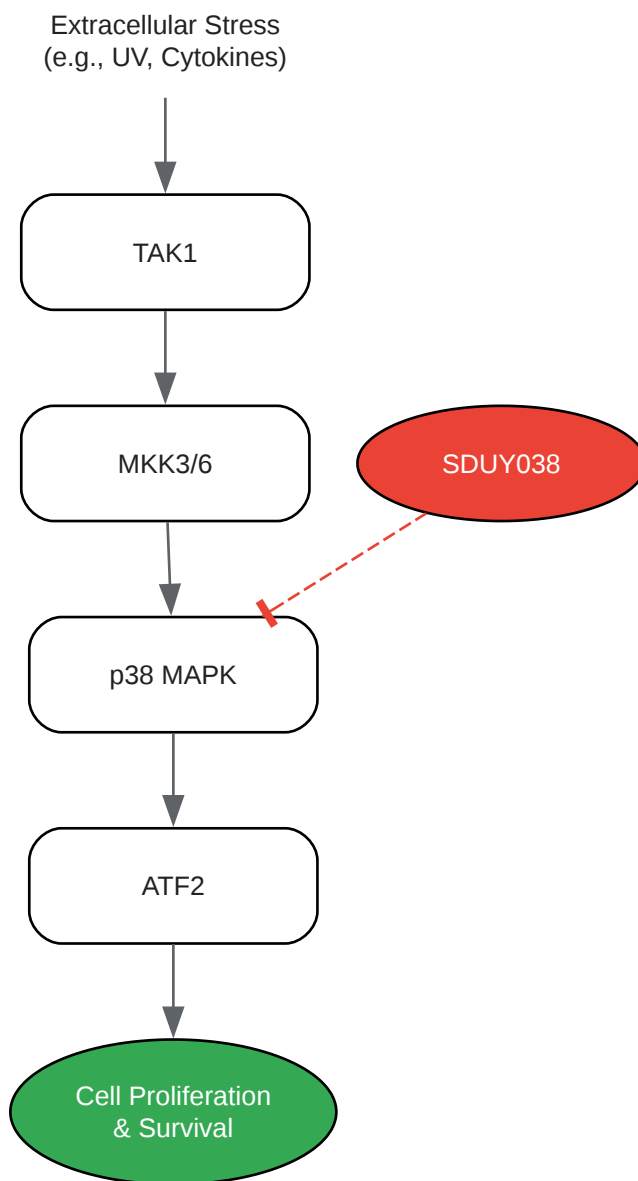 Extracellular Stress
(e.g., UV, Cytokines)
TAK1
MKK3/6
SDUY038
p38 MAPK
ATF2
Cell Proliferation
& Survival